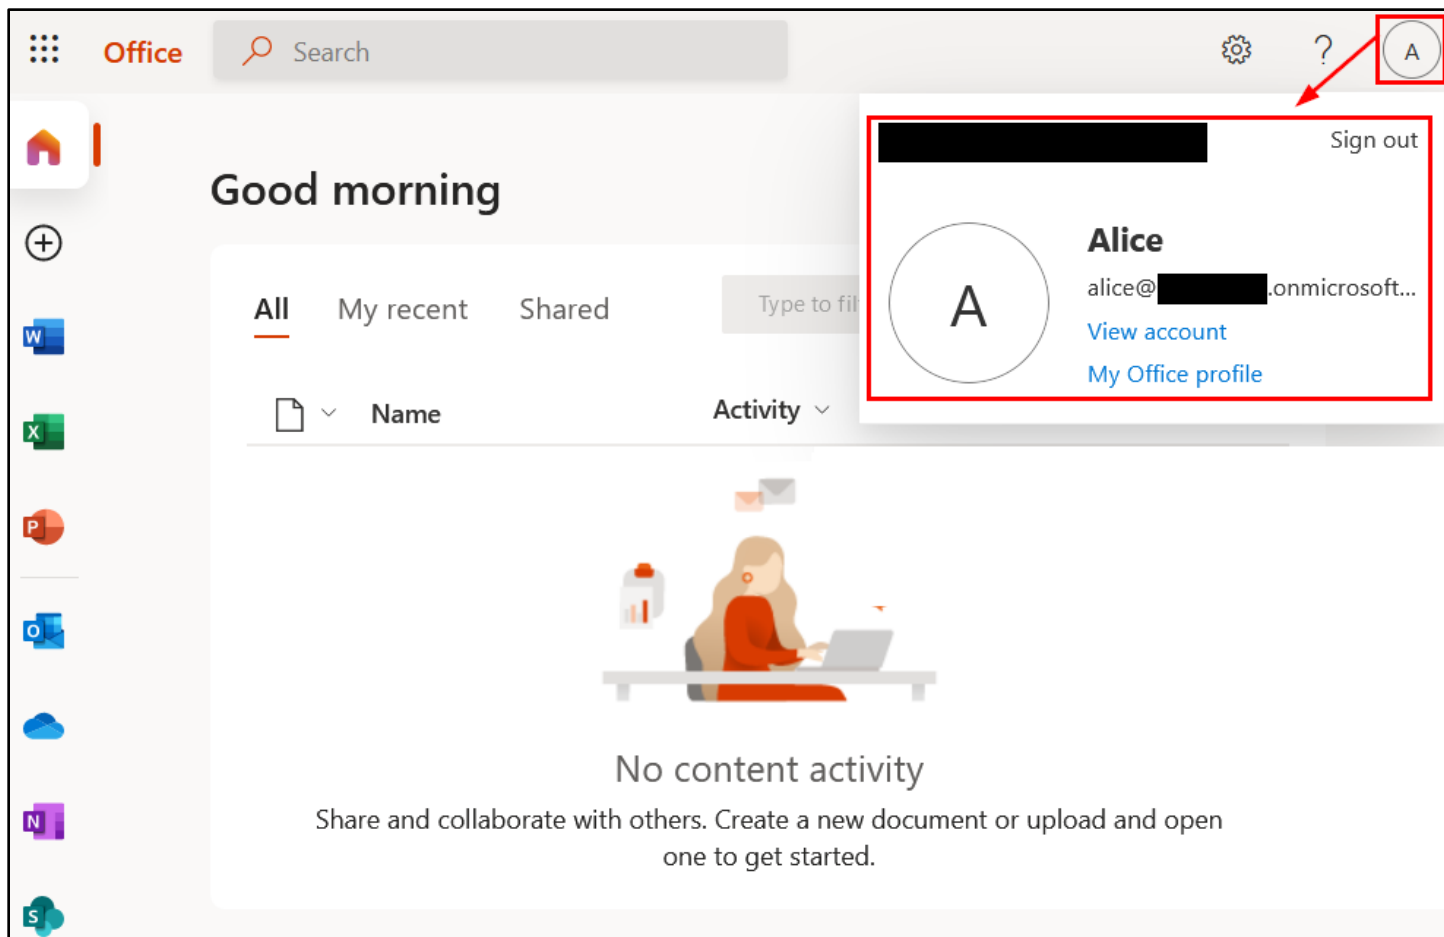 Office
Search
?
A
Sign out
Good morning
Alice
A
alice@
.onmicrosoft...
View account
My Office profile
All
My recent
Shared
Type to fil
Name
Activity
W
X
P
O
N
S
No content activity
Share and collaborate with others. Create a new document or upload and open
one to get started.